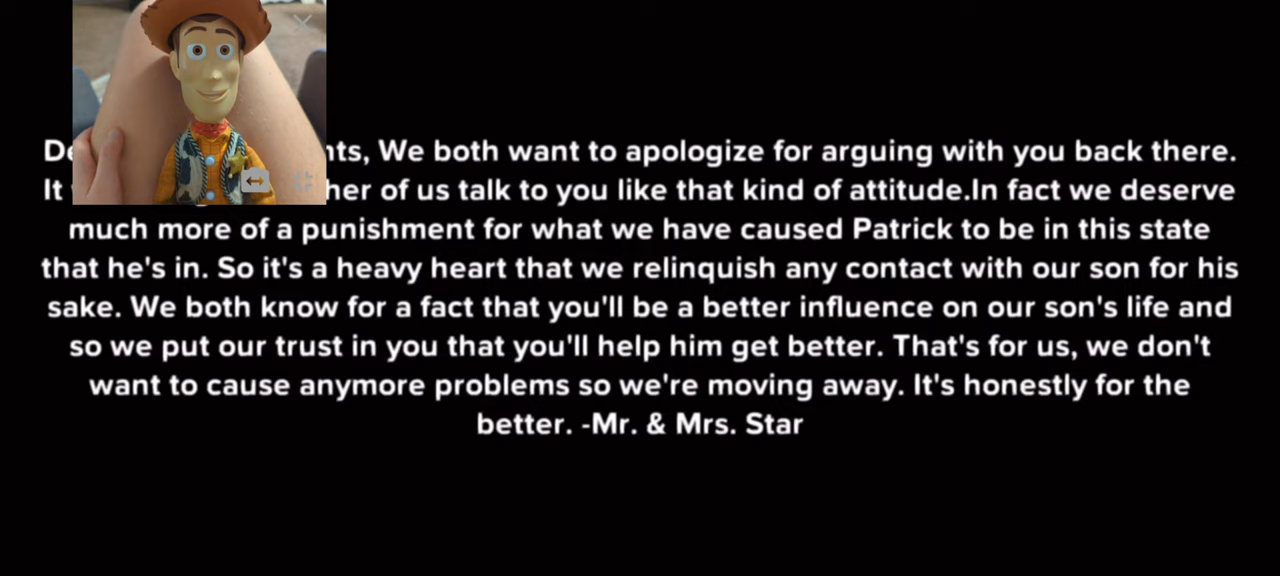 nts, We both want to apologize for arguing with you back there.
It her of us talk to you like that kind of attitude.In fact we deserve
much more of a punishment for what we have caused Patrick to be in this state
that he's in. So it's a heavy heart that we relinquish any contact with our son for his
sake. We both know for a fact that you'll be a better influence on our son's life and
so we put our trust in you that you'll help him get better. That's for us, we don't
want to cause anymore problems so we're moving away. It's honestly for the
better. -Mr. & Mrs. Star